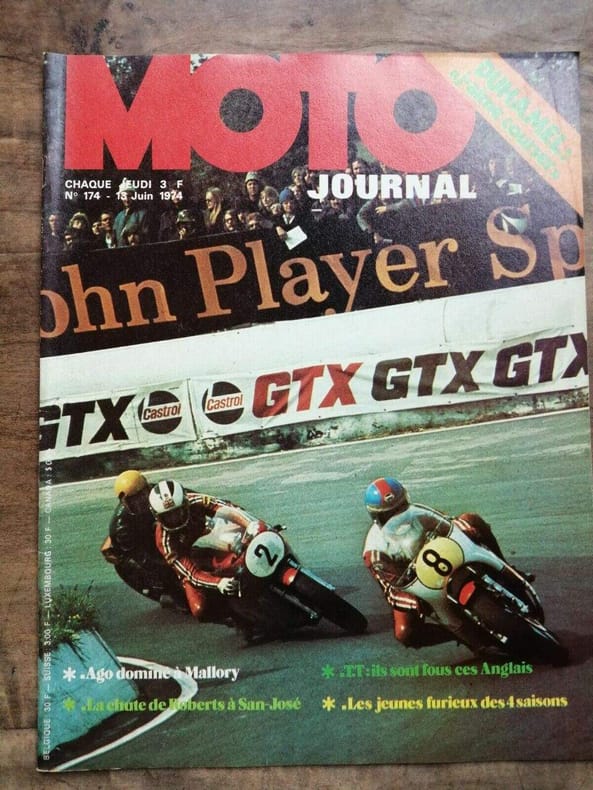 MOTO
JOURNAL
CHAQUE JEUDI 3 F
N° 174 - 13 Juin 1974
DUHAMEL:
ohn Player Sp
GTX Castrol Castrol GTX GTX GTX
2
8
* .Ago domine à Mallory
* .T.T: ils sont fous ces Anglais
* .La chute de Roberts à San-José
* .Les jeunes furieux des 4 saisons
BELGIQUE : 30 F — SUISSE : 3.00 F — LUXEMBOURG : 30 F — CANADA : $